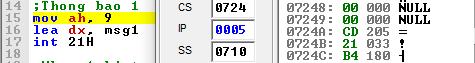 14 ;Thong bao 1
15 mov ah, 9
16 lea dx, msg1
17 int 21H
CS 0724
IP 0005
SS 0710
07248: 00 000 NULL
07249: 00 000 NULL
0724A: CD 205 =
0724B: 21 033 !
0724C: B4 180 ┤